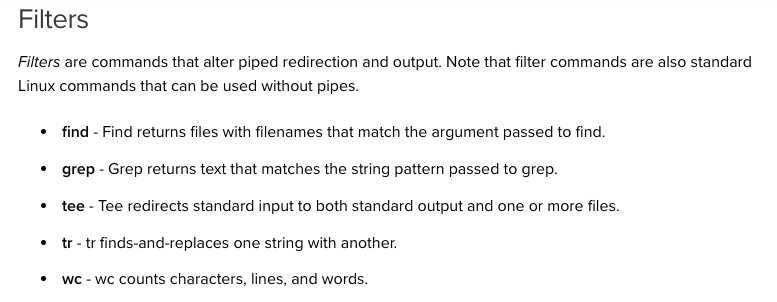 Filters
Filters are commands that alter piped redirection and output. Note that filter commands are also standard
Linux commands that can be used without pipes.
• find - Find returns files with filenames that match the argument passed to find.
• grep - Grep returns text that matches the string pattern passed to grep.
• tee - Tee redirects standard input to both standard output and one or more files.
• tr - tr finds-and-replaces one string with another.
• wc - wc counts characters, lines, and words.